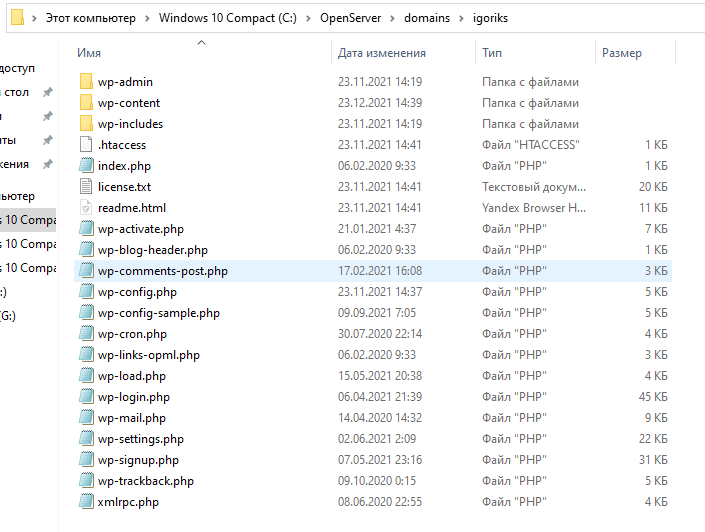 Этот компьютер > Windows 10 Compact (C:) > OpenServer > domains > igoriks
Имя Дата изменения Тип Размер
доступ
wp-admin 23.11.2021 14:19 Папка с файлами
стол
wp-content 23.12.2021 14:39 Папка с файлами
wp-includes 23.11.2021 14:19 Папка с файлами
.htaccess 23.11.2021 14:41 Файл "HTACCESS" 1 КБ
index.php 06.02.2020 9:33 Файл "PHP" 1 КБ
license.txt 23.11.2021 14:41 Текстовый докум... 20 КБ
readme.html 23.11.2021 14:41 Yandex Browser H... 11 КБ
wp-activate.php 21.01.2021 4:37 Файл "PHP" 7 КБ
wp-blog-header.php 06.02.2020 9:33 Файл "PHP" 1 КБ
wp-comments-post.php 17.02.2021 16:08 Файл "PHP" 3 КБ
wp-config.php 23.11.2021 14:37 Файл "PHP" 5 КБ
wp-config-sample.php 09.09.2021 7:05 Файл "PHP" 5 КБ
wp-cron.php 30.07.2020 22:14 Файл "PHP" 4 КБ
wp-links-opml.php 06.02.2020 9:33 Файл "PHP" 3 КБ
wp-load.php 15.05.2021 20:38 Файл "PHP" 4 КБ
wp-login.php 06.04.2021 21:39 Файл "PHP" 45 КБ
wp-mail.php 14.04.2020 14:32 Файл "PHP" 9 КБ
wp-settings.php 02.06.2021 2:09 Файл "PHP" 22 КБ
wp-signup.php 07.05.2021 23:16 Файл "PHP" 31 КБ
wp-trackback.php 09.10.2020 0:15 Файл "PHP" 5 КБ
xmlrpc.php 08.06.2020 22:55 Файл "PHP" 4 КБ
нты
жения
ьютер
s 10 Compa
s 10 Compa
s 10 Compa
:)
(G:)